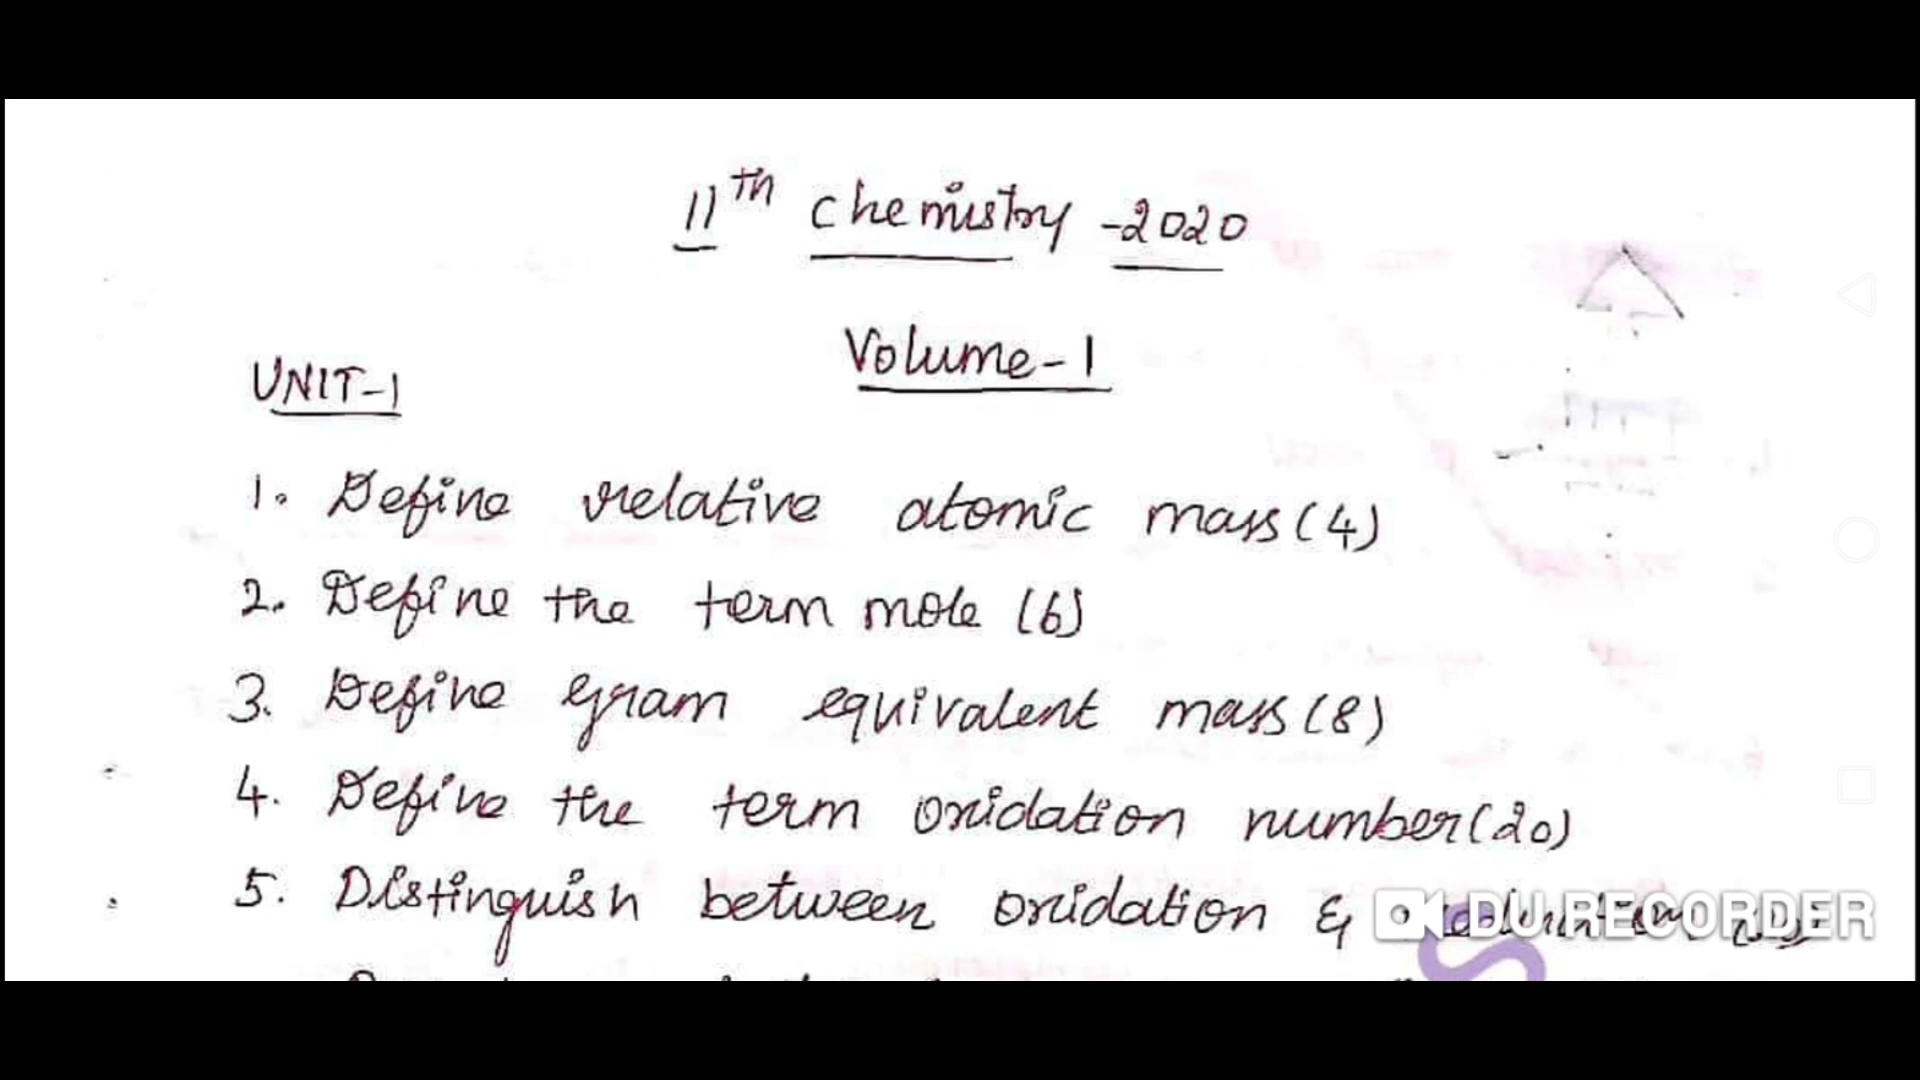 11th chemistry -2020
Volume-1
UNIT-1
1. Define relative atomic mass (4)
2. Define the term mole (6)
3. Define gram equivalent mass (8)
4. Define the term oxidation number (20)
5. Distinguish between oxidation & reduction
DU RECORDER
S